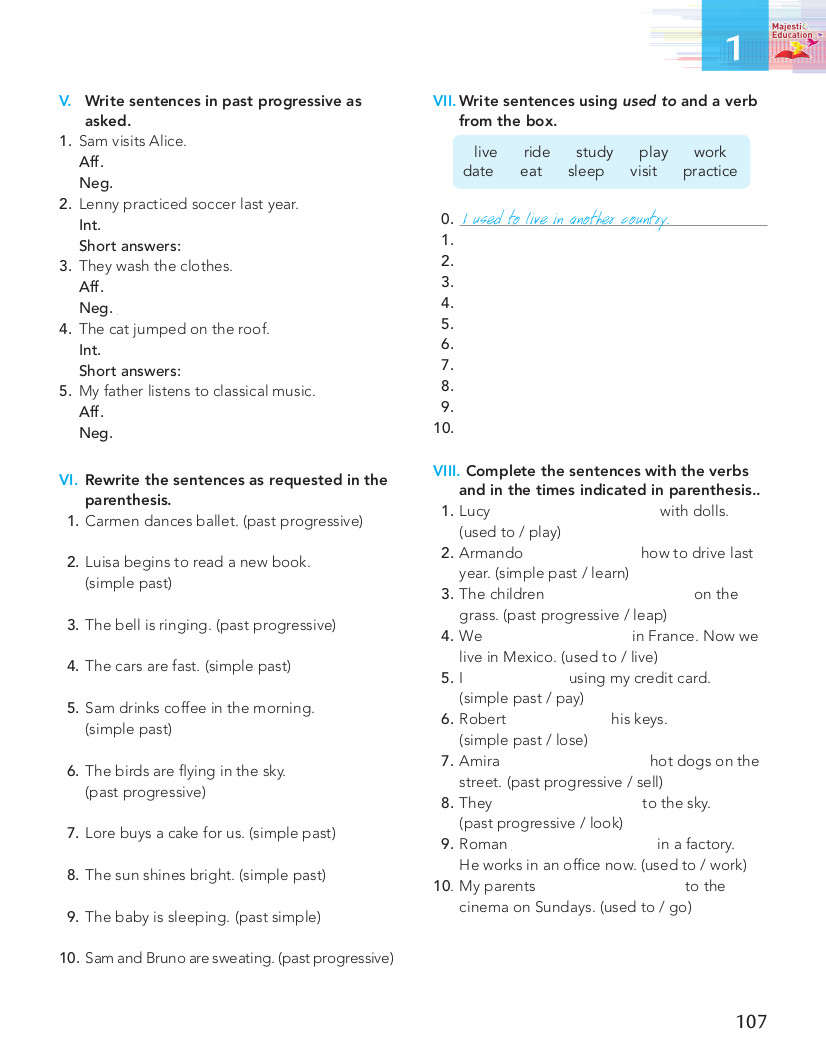 1
Majesti
Education
V. Write sentences in past progressive as
asked.
1. Sam visits Alice.
Aff.
Neg.
2. Lenny practiced soccer last year.
Int.
Short answers:
3. They wash the clothes.
Aff.
Neg.
4. The cat jumped on the roof.
Int.
Short answers:
5. My father listens to classical music.
Aff.
Neg.
VI. Rewrite the sentences as requested in the
parenthesis.
1. Carmen dances ballet. (past progressive)
2. Luisa begins to read a new book.
(simple past)
3. The bell is ringing. (past progressive)
4. The cars are fast. (simple past)
5. Sam drinks coffee in the morning.
(simple past)
6. The birds are flying in the sky.
(past progressive)
7. Lore buys a cake for us. (simple past)
8. The sun shines bright. (simple past)
9. The baby is sleeping. (past simple)
10. Sam and Bruno are sweating. (past progressive)
VII. Write sentences using used to and a verb
from the box.
live ride study play work
date eat sleep visit practice
0. I used to live in another country.
1.
2.
3.
4.
5.
6.
7.
8.
9.
10.
VIII. Complete the sentences with the verbs
and in the times indicated in parenthesis..
1. Lucy with dolls.
(used to / play)
2. Armando how to drive last
year. (simple past / learn)
3. The children on the
grass. (past progressive / leap)
4. We in France. Now we
live in Mexico. (used to / live)
5. I using my credit card.
(simple past / pay)
6. Robert his keys.
(simple past / lose)
7. Amira hot dogs on the
street. (past progressive / sell)
8. They to the sky.
(past progressive / look)
9. Roman in a factory.
He works in an office now. (used to / work)
10. My parents to the
cinema on Sundays. (used to / go)
107